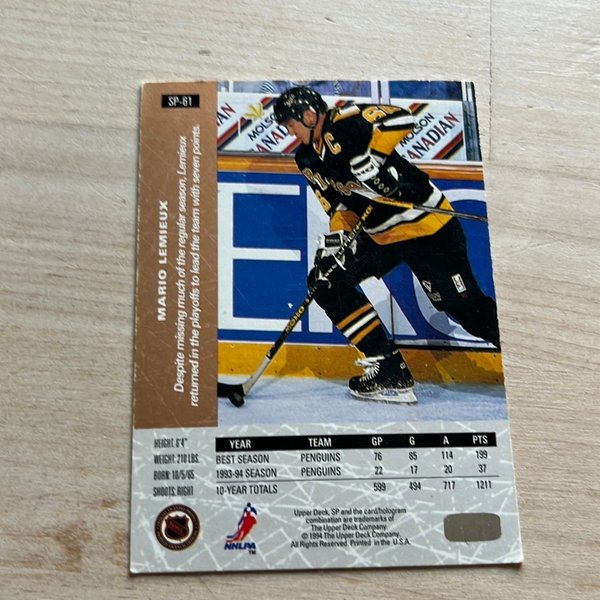 SP-61
MARIO LEMIEUX
Despite missing much of the regular season, Lemieux
returned in the playoffs to lead the team with seven points.
MOLSON
CANADIAN
MOLSON
CANADIAN
C
HEIGHT: 6'4"
WEIGHT: 210 LBS.
BORN: 10/5/65
SHOOTS: RIGHT
YEAR TEAM GP G A PTS
BEST SEASON PENGUINS 76 85 114 199
1993-94 SEASON PENGUINS 22 17 20 37
10-YEAR TOTALS 599 494 717 1211
NHLPA
TM
Upper Deck, SP and the card/hologram
combination are trademarks of
The Upper Deck Company.
© 1994 The Upper Deck Company.
All Rights Reserved. Printed in the U.S.A.